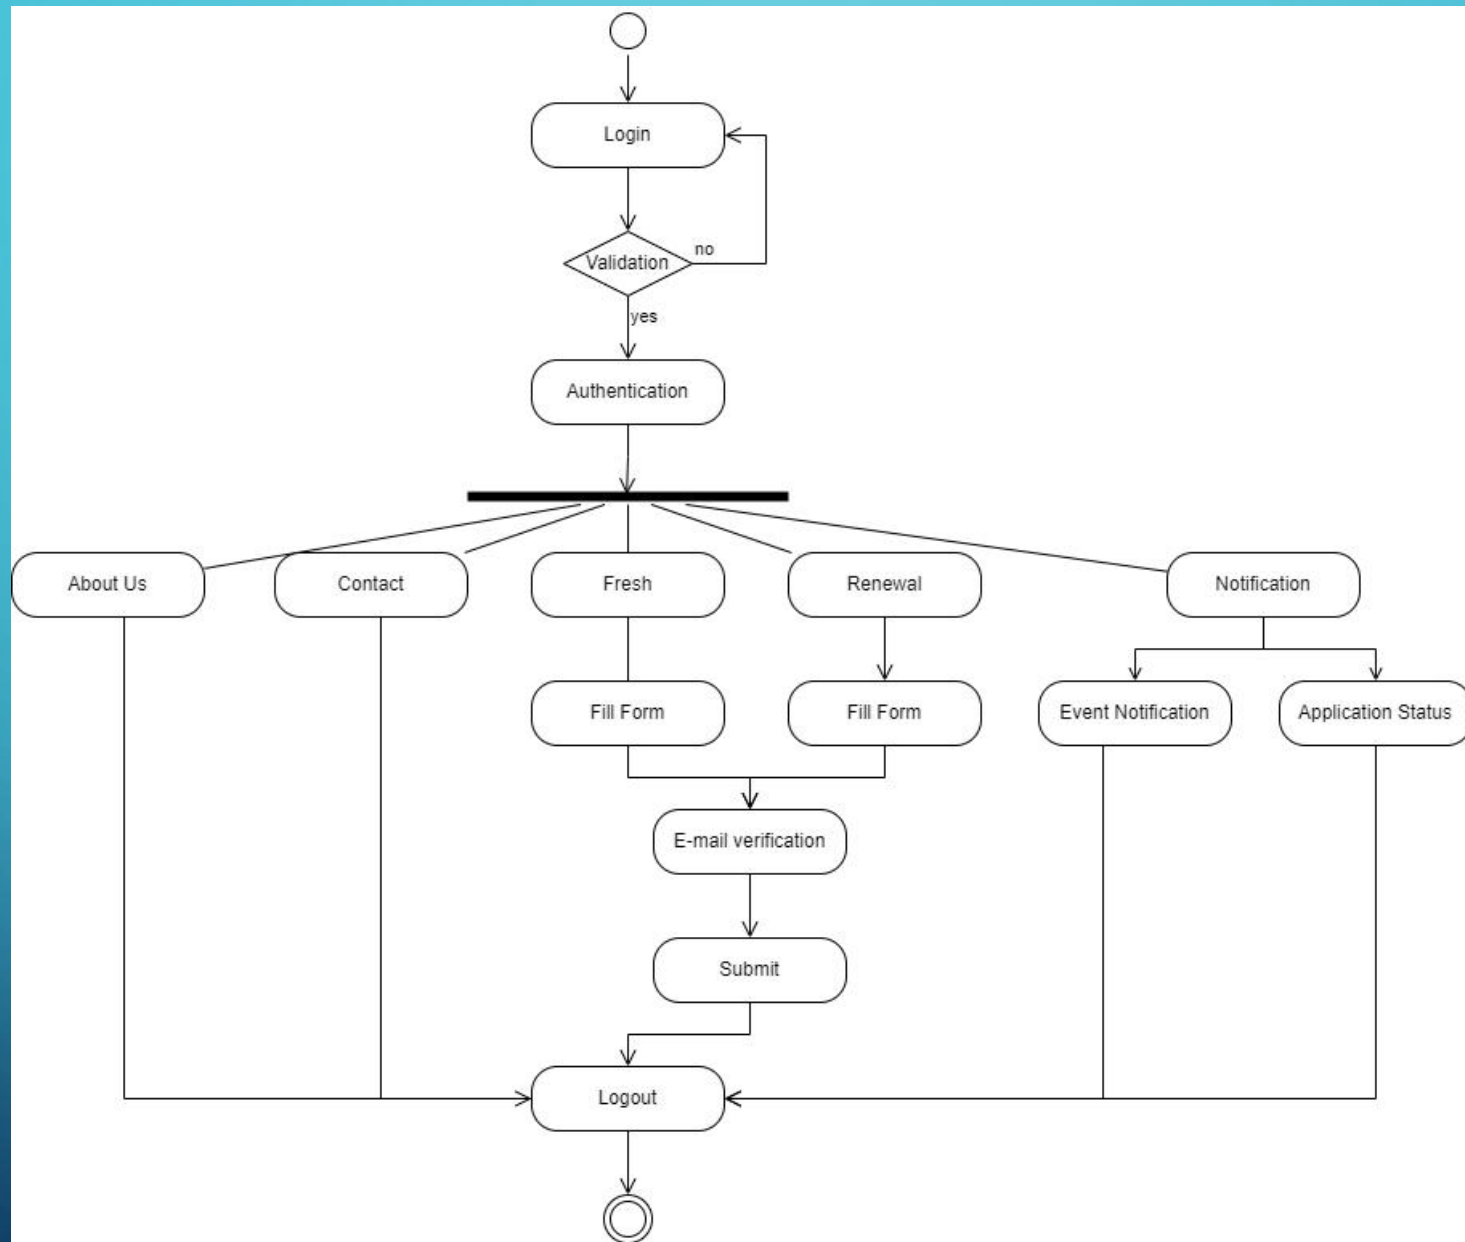 Login
Validation
no
yes
Authentication
About Us
Contact
Fresh
Renewal
Notification
Fill Form
Fill Form
Event Notification
Application Status
E-mail verification
Submit
Logout